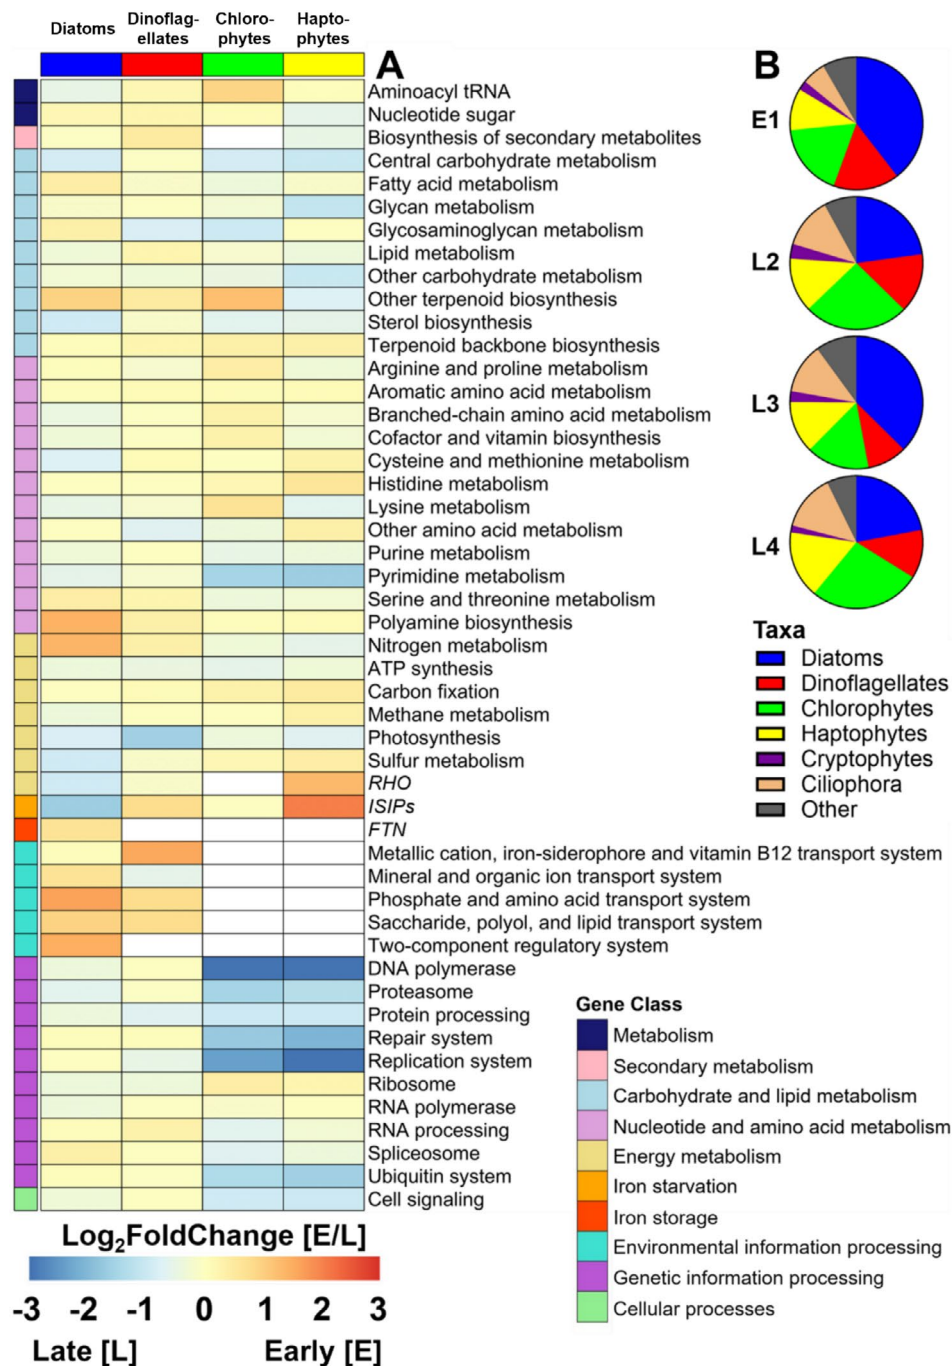 Diatoms
Dinoflag-
ellates
Chloro-
phytes
Hapto-
phytes
A
Aminoacyl tRNA
Nucleotide sugar
Biosynthesis of secondary metabolites
Central carbohydrate metabolism
Fatty acid metabolism
Glycan metabolism
Glycosaminoglycan metabolism
Lipid metabolism
Other carbohydrate metabolism
Other terpenoid biosynthesis
Sterol biosynthesis
Terpenoid backbone biosynthesis
Arginine and proline metabolism
Aromatic amino acid metabolism
Branched-chain amino acid metabolism
Cofactor and vitamin biosynthesis
Cysteine and methionine metabolism
Histidine metabolism
Lysine metabolism
Other amino acid metabolism
Purine metabolism
Pyrimidine metabolism
Serine and threonine metabolism
Polyamine biosynthesis
Nitrogen metabolism
ATP synthesis
Carbon fixation
Methane metabolism
Photosynthesis
Sulfur metabolism
RHO
ISIPs
FTN
Metallic cation, iron-siderophore and vitamin B12 transport system
Mineral and organic ion transport system
Phosphate and amino acid transport system
Saccharide, polyol, and lipid transport system
Two-component regulatory system
DNA polymerase
Proteasome
Protein processing
Repair system
Replication system
Ribosome
RNA polymerase
RNA processing
Spliceosome
Ubiquitin system
Cell signaling
Log₂FoldChange [E/L]
-3 -2 -1 0 1 2 3
Late [L] Early [E]
B
E1
L2
L3
L4
Taxa
Diatoms
Dinoflagellates
Chlorophytes
Haptophytes
Cryptophytes
Ciliophora
Other
Gene Class
Metabolism
Secondary metabolism
Carbohydrate and lipid metabolism
Nucleotide and amino acid metabolism
Energy metabolism
Iron starvation
Iron storage
Environmental information processing
Genetic information processing
Cellular processes